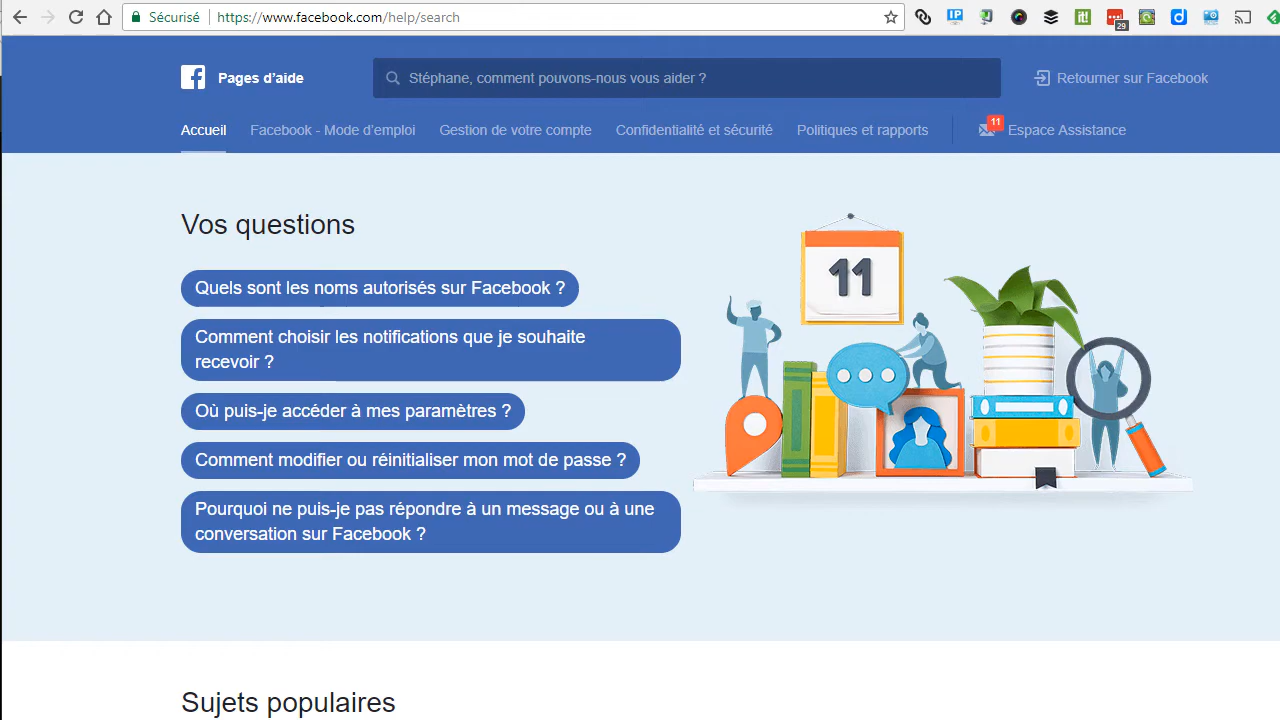 Sécurisé
https://www.facebook.com/help/search
IP
it!
29
Pages d'aide
Stéphane, comment pouvons-nous vous aider ?
Retourner sur Facebook
Accueil
Facebook - Mode d'emploi
Gestion de votre compte
Confidentialité et sécurité
Politiques et rapports
11
Espace Assistance
Vos questions
11
Quels sont les noms autorisés sur Facebook ?
Comment choisir les notifications que je souhaite
recevoir ?
Où puis-je accéder à mes paramètres ?
Comment modifier ou réinitialiser mon mot de passe ?
Pourquoi ne puis-je pas répondre à un message ou à une
conversation sur Facebook ?
Sujets populaires